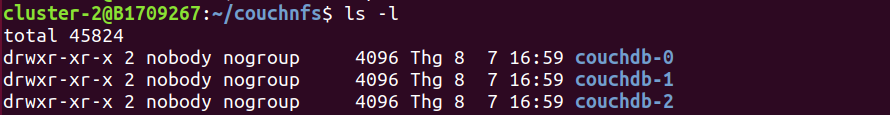 cluster-2@B1709267:~/couchnfs$ ls -l
total 45824
drwxr-xr-x 2 nobody nogroup     4096 Thg 8  7 16:59 couchdb-0
drwxr-xr-x 2 nobody nogroup     4096 Thg 8  7 16:59 couchdb-1
drwxr-xr-x 2 nobody nogroup     4096 Thg 8  7 16:59 couchdb-2